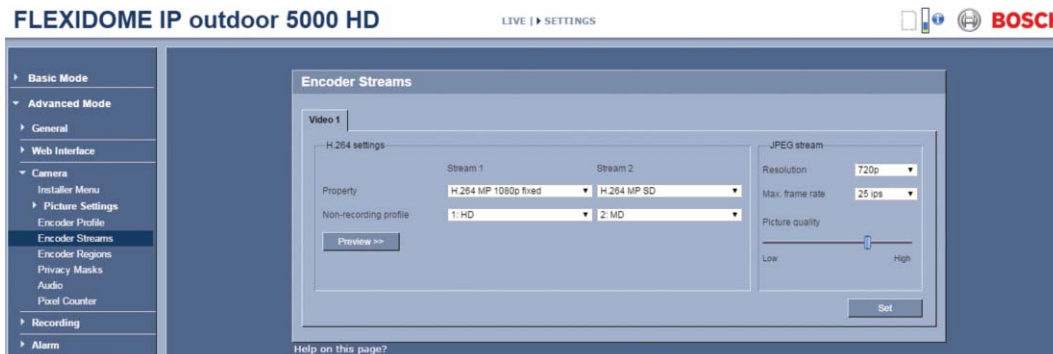 FLEXIDOME IP outdoor 5000 HD
LIVE | SETTINGS
BOSCH
Basic Mode
Advanced Mode
General
Web Interface
Camera
Installer Menu
Picture Settings
Encoder Profile
Encoder Streams
Encoder Regions
Privacy Masks
Audio
Pixel Counter
Recording
Alarm
Encoder Streams
Video 1
H.264 settings
Stream 1 Stream 2
Property H.264 MP 1080p fixed H.264 MP SD
Non-recording profile 1: HD 2: MD
Preview >>
JPEG stream
Resolution 720p
Max. frame rate 25 ips
Picture quality
Low High
Set
Help on this page?